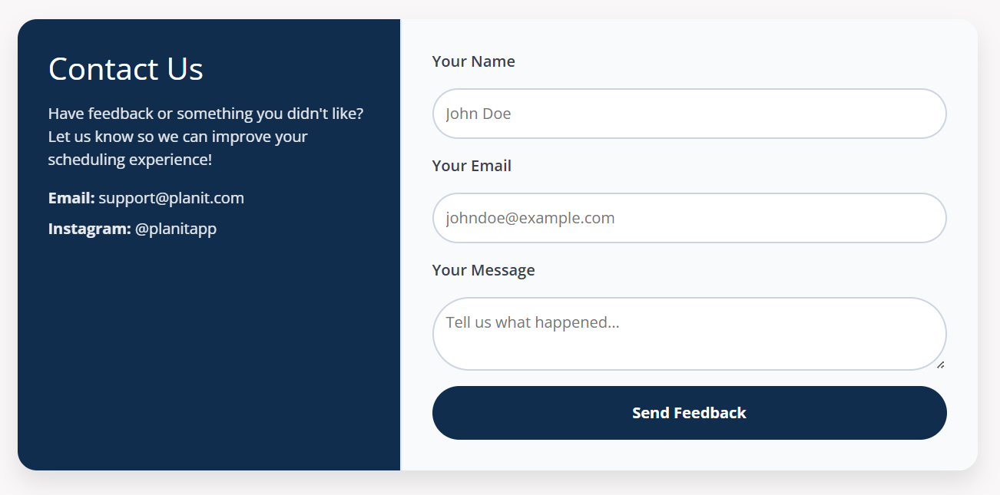 Contact Us
Have feedback or something you didn't like?
Let us know so we can improve your
scheduling experience!
Email: support@planit.com
Instagram: @planitapp
Your Name
John Doe
Your Email
johndoe@example.com
Your Message
Tell us what happened...
Send Feedback